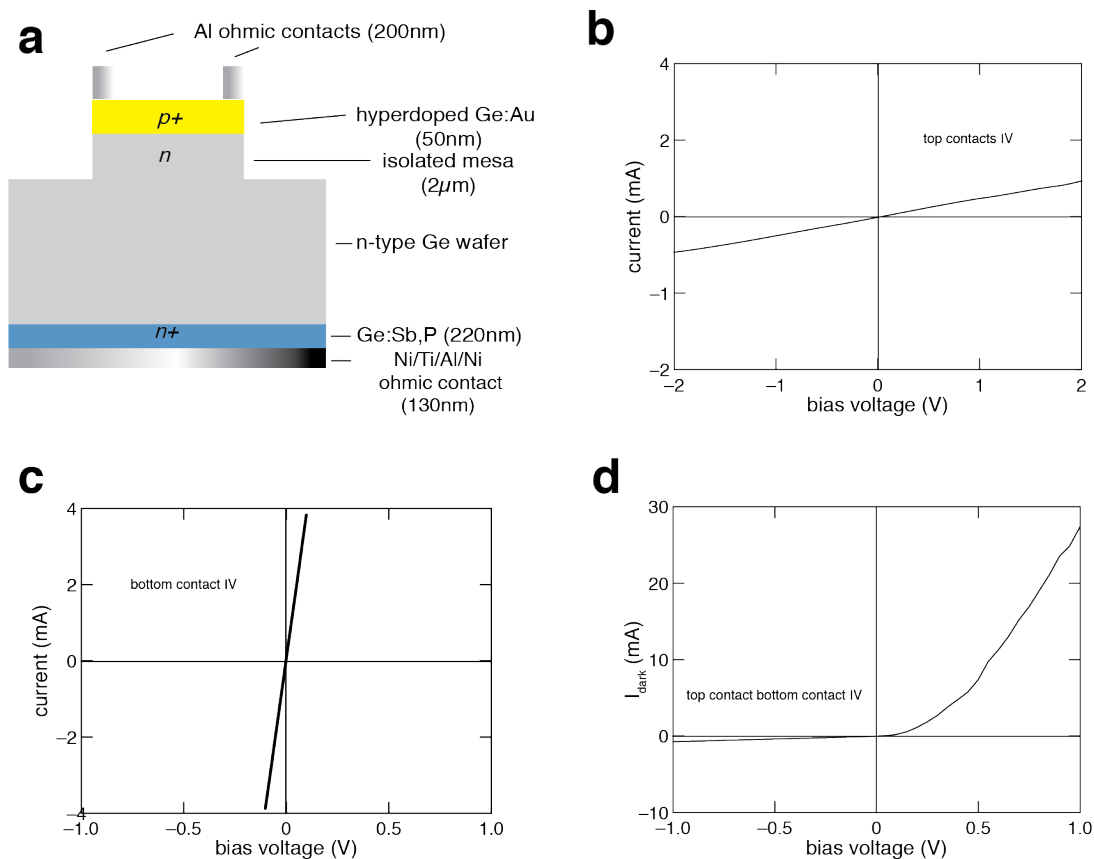 a
Al ohmic contacts (200nm)
p+
hyperdoped Ge:Au
(50nm)
n
isolated mesa
(2µm)
n-type Ge wafer
n+
Ge:Sb,P (220nm)
Ni/Ti/Al/Ni
ohmic contact
(130nm)
b
4
2
0
−1
−2
current (mA)
top contacts IV
−2
−1
0
1
2
bias voltage (V)
c
4
2
0
−2
−4
current (mA)
bottom contact IV
−1.0
−0.5
0
0.5
1.0
bias voltage (V)
d
30
20
10
0
−10
Idark (mA)
top contact bottom contact IV
−1.0
−0.5
0
0.5
1.0
bias voltage (V)